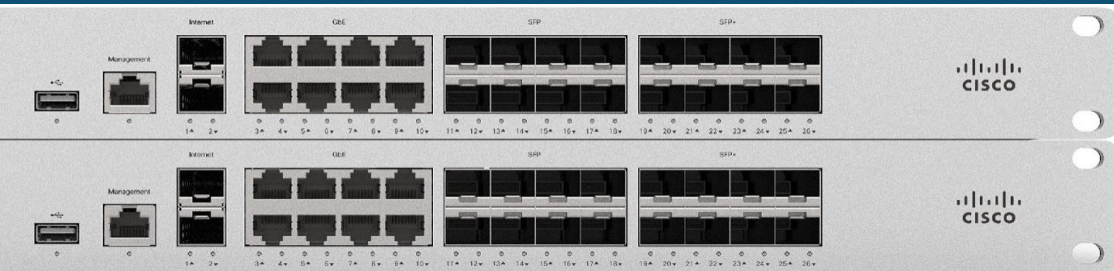 Internet GbE SFP SFP+
Management
CISCO
1 2 3 4 5 6 7 8 9 10 11 12 13 14 15 16 17 18 19 20 21 22 23 24 25 26
Internet GbE SFP SFP+
Management
CISCO
1 2 3 4 5 6 7 8 9 10 11 12 13 14 15 16 17 18 19 20 21 22 23 24 25 26